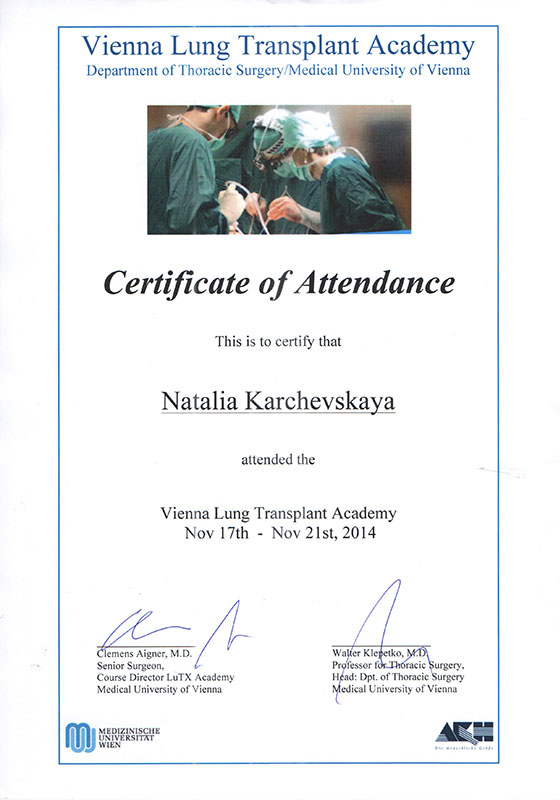 Vienna Lung Transplant Academy
Department of Thoracic Surgery/Medical University of Vienna
Certificate of Attendance
This is to certify that
Natalia Karchevskaya
attended the
Vienna Lung Transplant Academy
Nov 17th - Nov 21st, 2014
Clemens Aigner, M.D.
Senior Surgeon,
Course Director LuTX Academy
Medical University of Vienna
Walter Klepetko, M.D.
Professor for Thoracic Surgery,
Head: Dpt. of Thoracic Surgery
Medical University of Vienna
MEDIZINISCHE
UNIVERSITÄT
WIEN
AKH
Die menschliche Größe